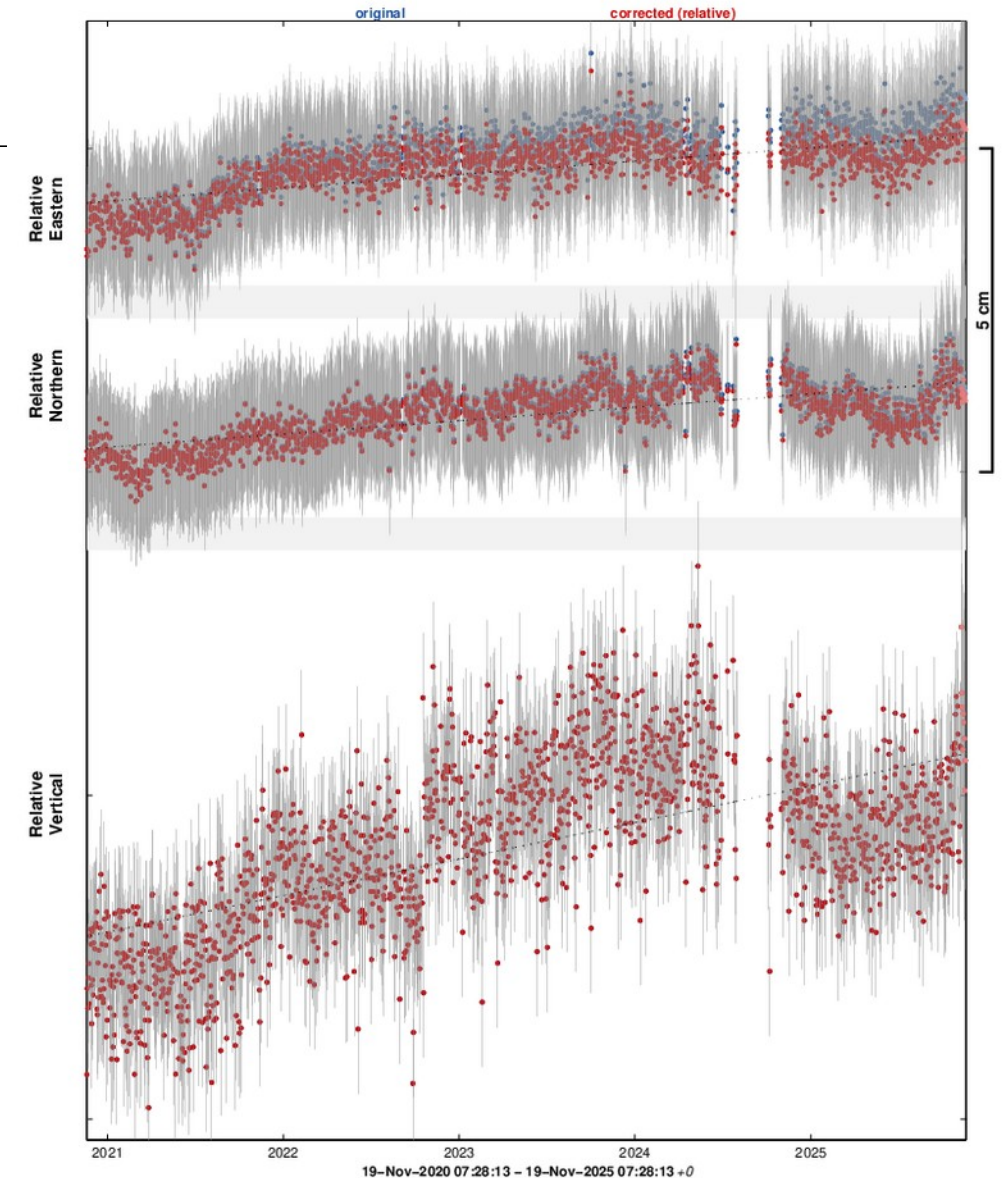 original corrected (relative)
Relative
Eastern
Relative
Northern
5 cm
Relative
Vertical
2021 2022 2023 2024 2025
19−Nov−2020 07:28:13 − 19−Nov−2025 07:28:13 +0